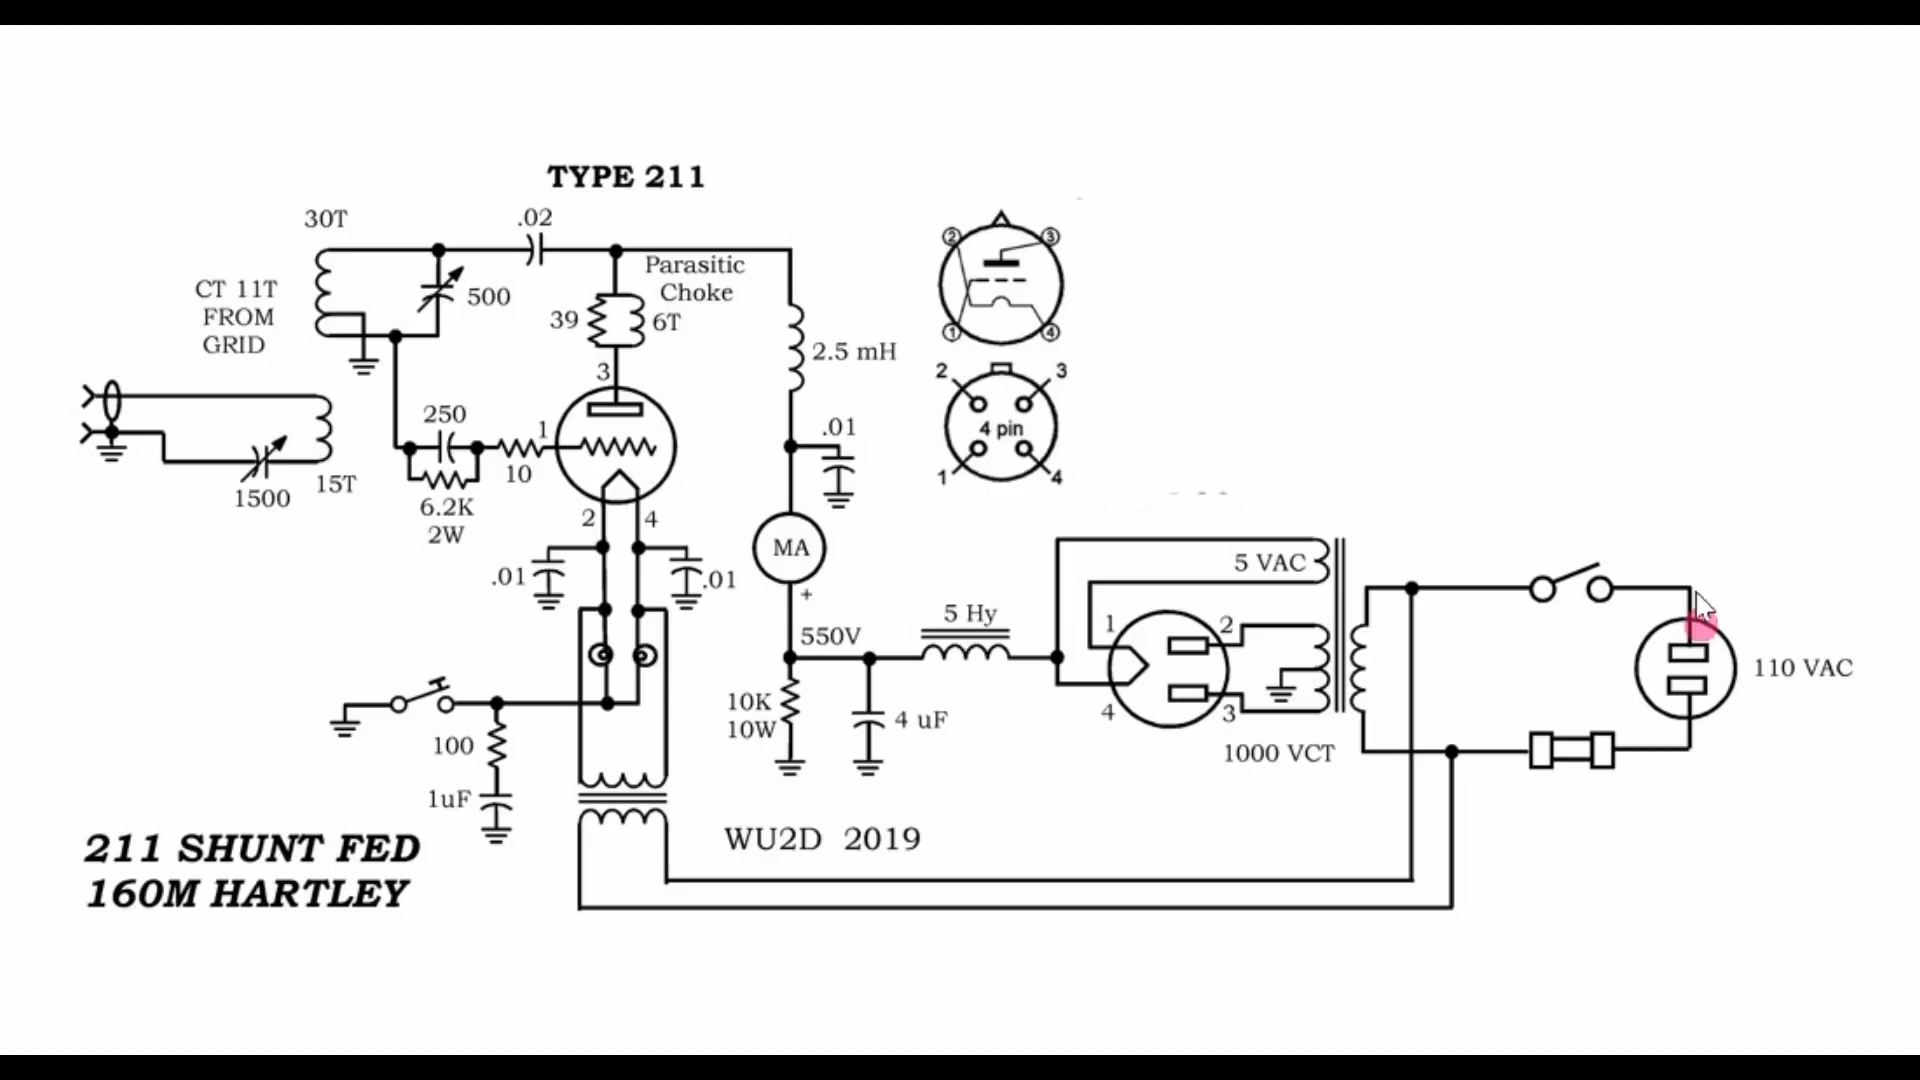 TYPE 211
30T
.02
CT 11T
FROM
GRID
500
Parasitic
Choke
39
6T
2.5 mH
3
250
1
10
6.2K
2W
1500
15T
2
4
.01
.01
.01
MA
+
550V
5 Hy
10K
10W
4 uF
100
1uF
2
3
1
4
2
3
4 pin
1
4
5 VAC
1
2
4
3
1000 VCT
110 VAC
WU2D 2019
211 SHUNT FED
160M HARTLEY